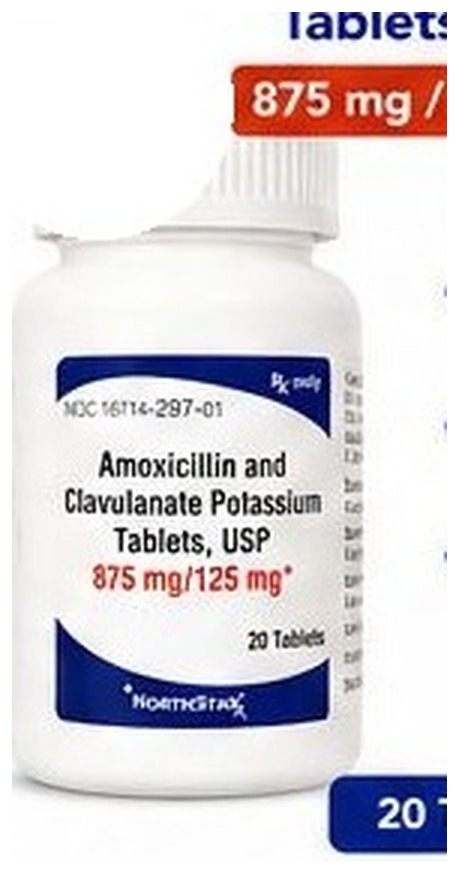 Tablets
875 mg /
Rx only
NDC 16714-297-01
Amoxicillin and
Clavulanate Potassium
Tablets, USP
875 mg/125 mg*
20 Tablets
NORTHSTAR
20